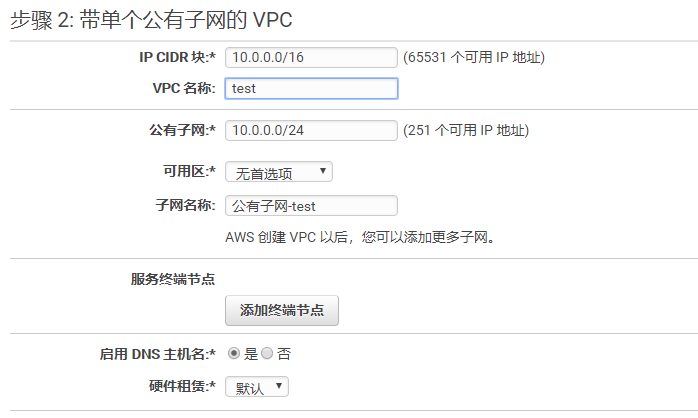 步骤 2: 带单个公有子网的 VPC
IP CIDR 块:* 10.0.0.0/16 (65531 个可用 IP 地址)
VPC 名称: test
公有子网:* 10.0.0.0/24 (251 个可用 IP 地址)
可用区:* 无首选项
子网名称: 公有子网-test
AWS 创建 VPC 以后，您可以添加更多子网。
服务终端节点
添加终端节点
启用 DNS 主机名:* 是 否
硬件租赁:* 默认